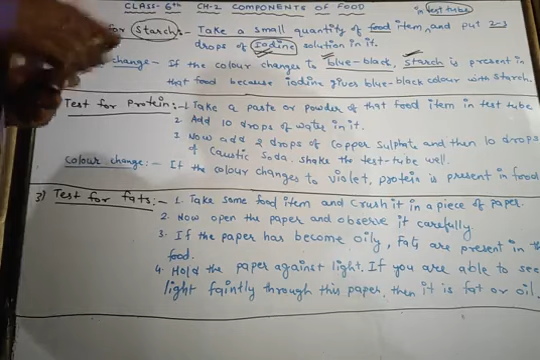 CLASS- 6th CH-2 COMPONENTS OF FOOD
in test tube
for Starch:- Take a small quantity of food item, and put 2-3
drops of Iodine solution in it.
change - If the colour changes to blue-black, starch is present in
that food because iodine gives blue-black colour with starch.
Test for Protein:- 1. Take a paste or powder of that food item in test tube
2. Add 10 drops of water in it.
3. Now add 2 drops of Copper Sulphate and then 10 drops
of Caustic Soda. Shake the test-tube well.
Colour change:- If the colour changes to violet, protein is present in food
3) Test for fats:- 1. Take some food item and crush it in a piece of paper.
2. Now open the paper and observe it carefully.
3. If the paper has become oily, fats are present in th
food.
4. Hold the paper against light. If you are able to see
light faintly through this paper, then it is fat or oil.